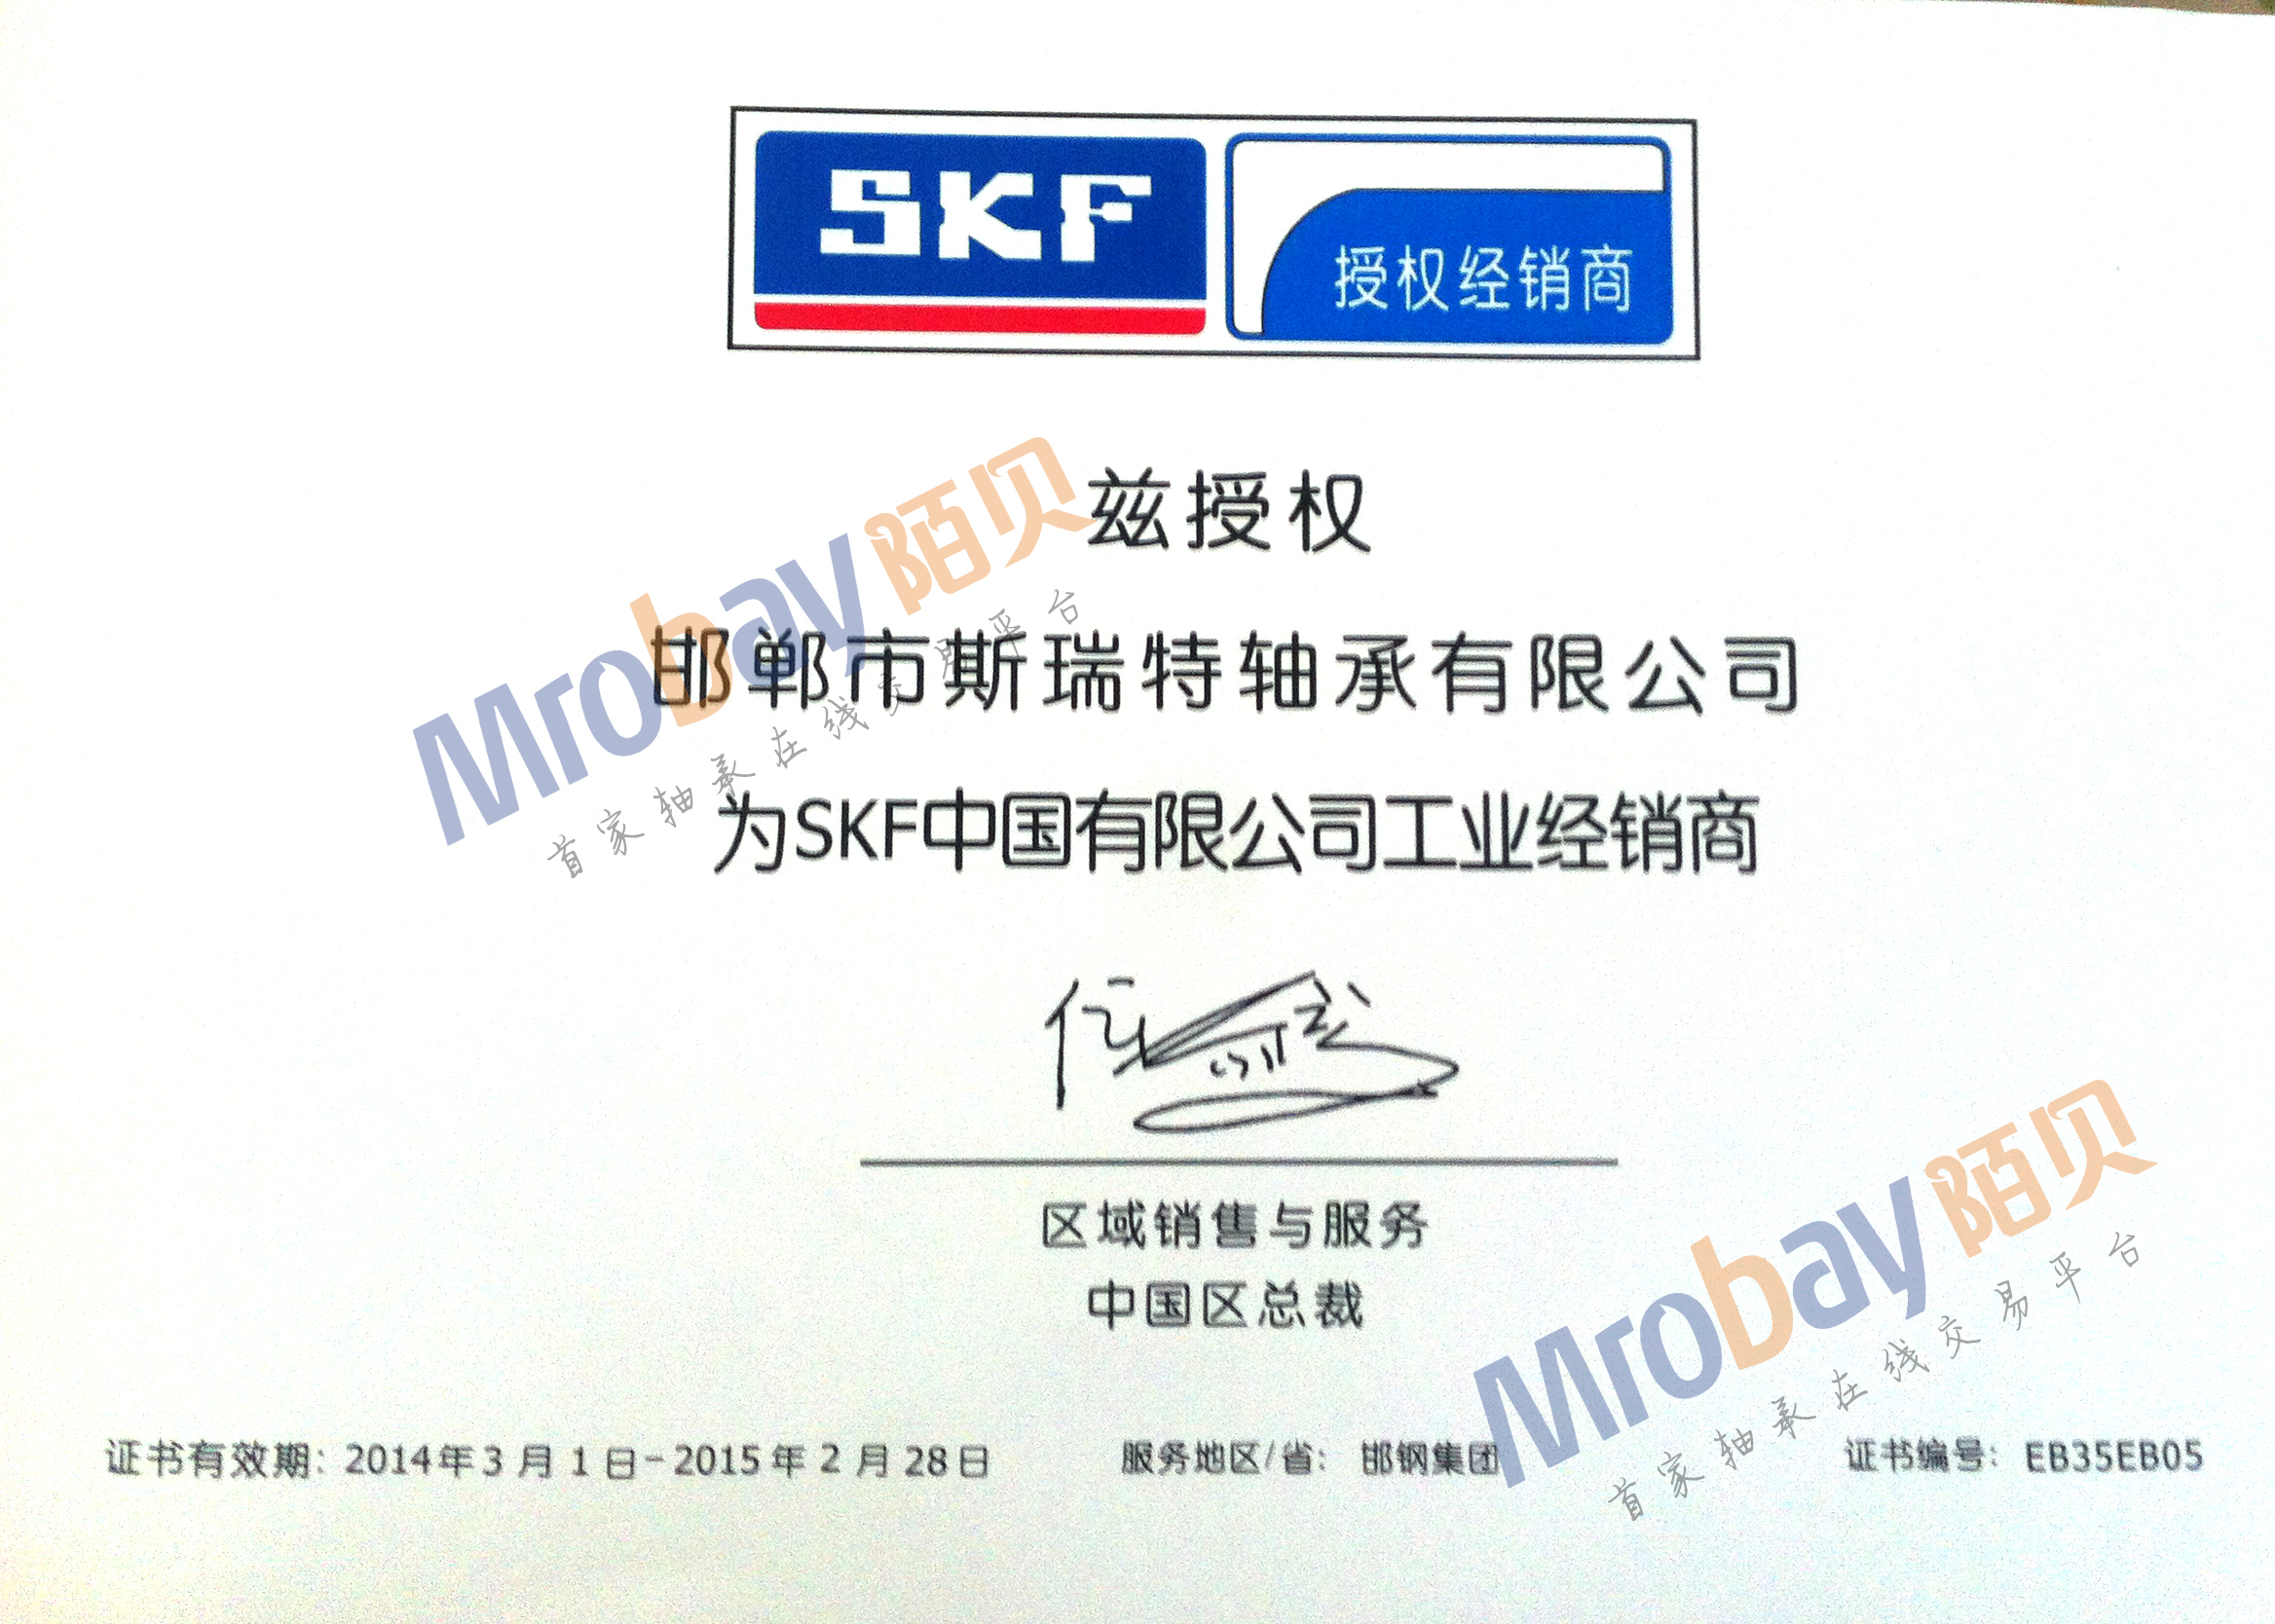 SKF
授权经销商
兹授权
邯郸市斯瑞特轴承有限公司
为SKF中国有限公司工业经销商
区域销售与服务
中国区总裁
证书有效期: 2014年3月1日-2015年2月28日
服务地区/省: 邯钢集团
证书编号: EB35EB05
Mrobay陌贝
首家轴承在线交易平台
Mrobay陌贝
首家轴承在线交易平台